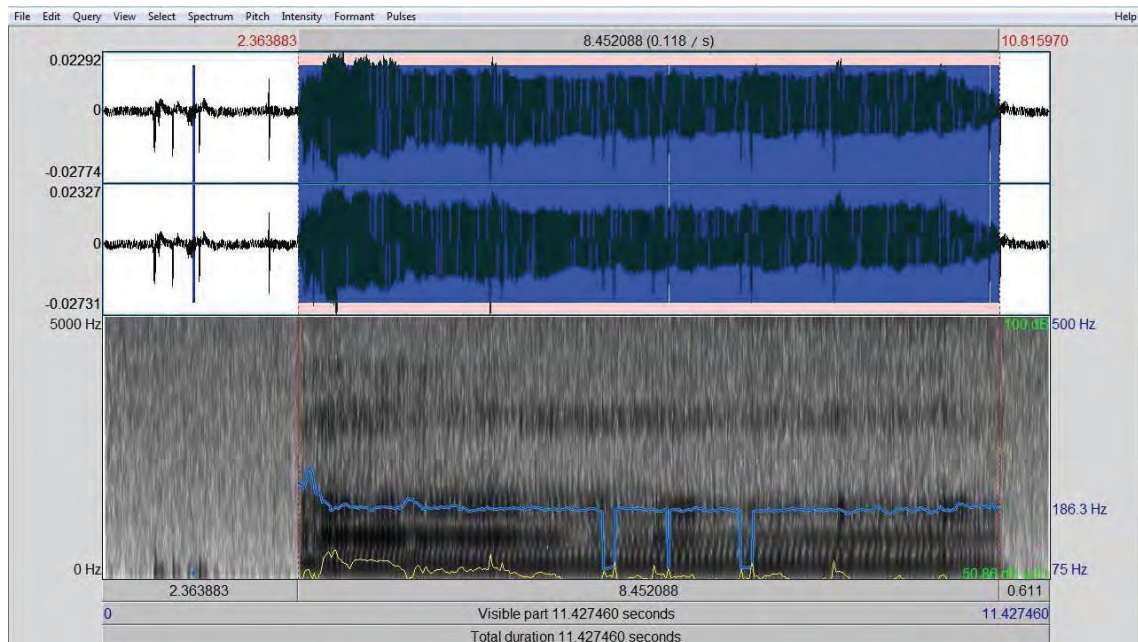 File Edit Query View Select Spectrum Pitch Intensity Formant Pulses Help
2.363883 8.452088 (0.118 / s) 10.815970
0.02292
0
-0.02774
0.02327
0
-0.02731
5000 Hz 100 dB 500 Hz
186.3 Hz
0 Hz 50.86 dB 75 Hz
2.363883 8.452088 0.611
0 Visible part 11.427460 seconds 11.427460
Total duration 11.427460 seconds